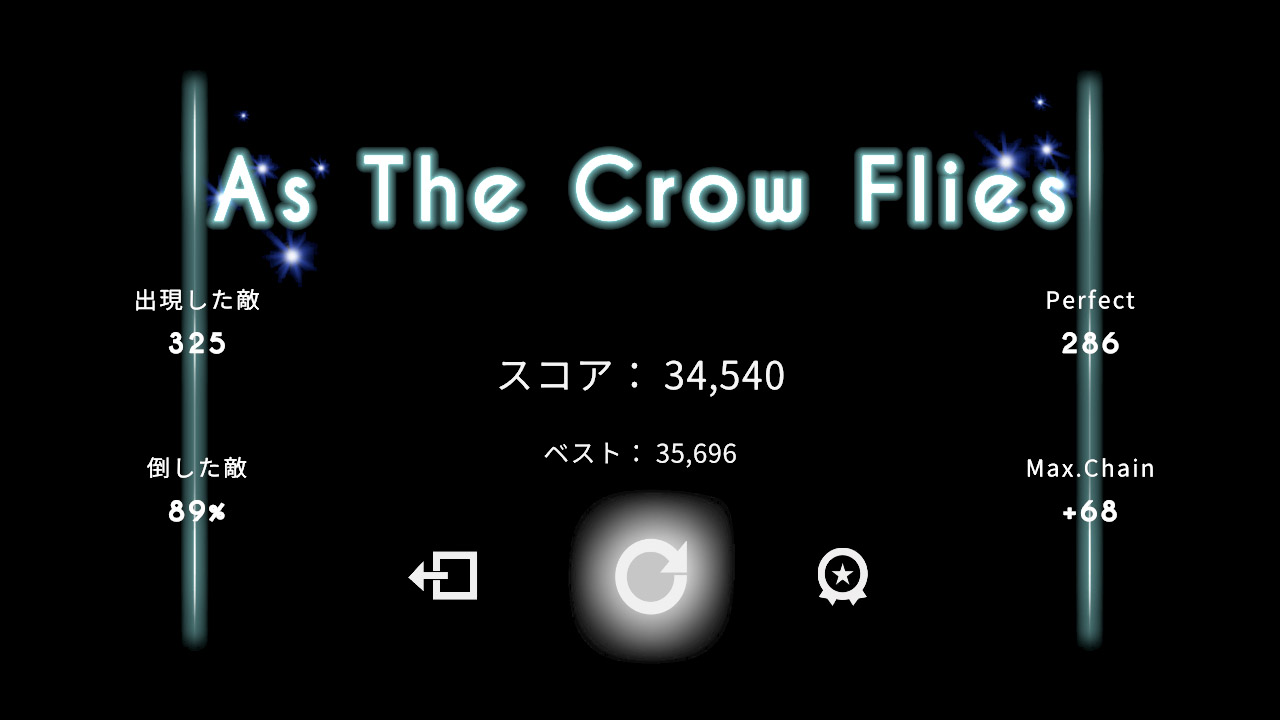 As The Crow Flies
出現した敵
325
Perfect
286
スコア： 34,540
ベスト： 35,696
倒した敵
89%
Max.Chain
+68